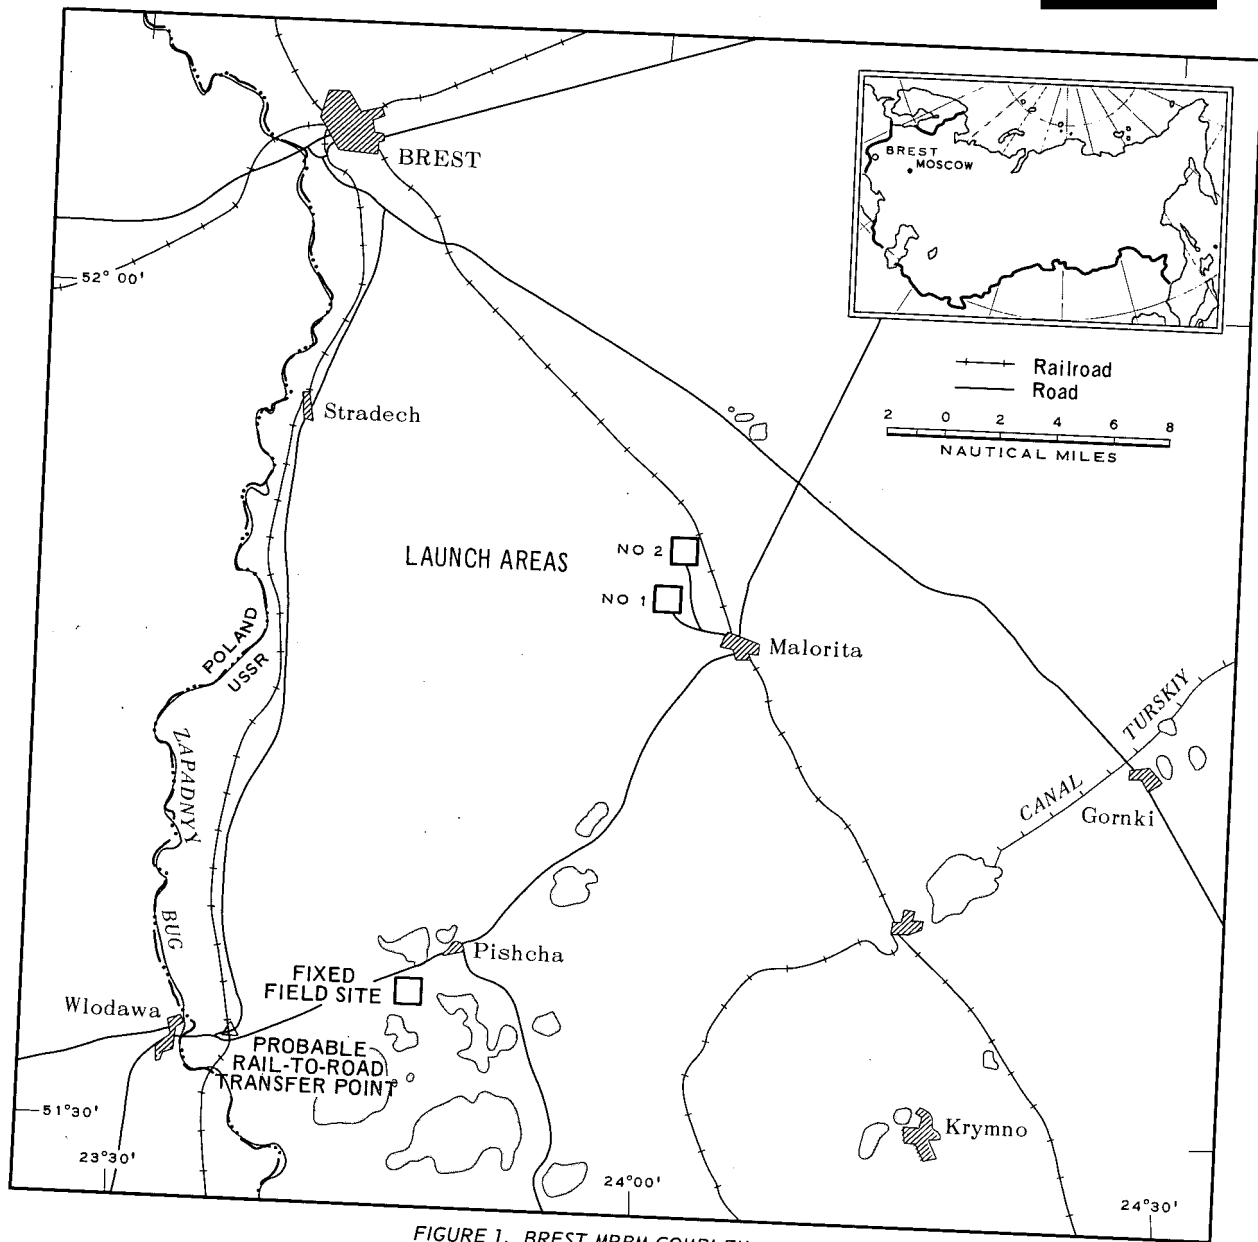 BREST
BREST
MOSCOW
52° 00'
Railroad
Road
2 0 2 4 6 8
NAUTICAL MILES
Stradech
LAUNCH AREAS
NO 2
NO 1
Malorita
POLAND
USSR
ZAPADNYY
BUG
CANAL
TURSKIY
Gornki
Pishcha
FIXED
FIELD SITE
Wlodawa
PROBABLE
RAIL-TO-ROAD
TRANSFER POINT
Krymno
51°30'
23°30'
24°00'
24°30'
FIGURE 1. BREST MRBM COMPLEX